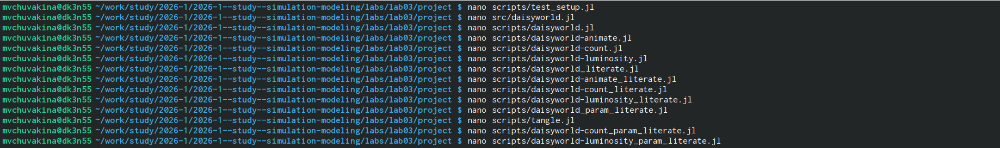 mvchuvakina@dk3n55 ~/work/study/2026-1/2026-1--study--simulation-modeling/labs/lab03/project $ nano scripts/test_setup.jl
mvchuvakina@dk3n55 ~/work/study/2026-1/2026-1--study--simulation-modeling/labs/lab03/project $ nano src/daisyworld.jl
mvchuvakina@dk3n55 ~/work/study/2026-1/2026-1--study--simulation-modeling/labs/lab03/project $ nano scripts/daisyworld.jl
mvchuvakina@dk3n55 ~/work/study/2026-1/2026-1--study--simulation-modeling/labs/lab03/project $ nano scripts/daisyworld-animate.jl
mvchuvakina@dk3n55 ~/work/study/2026-1/2026-1--study--simulation-modeling/labs/lab03/project $ nano scripts/daisyworld-count.jl
mvchuvakina@dk3n55 ~/work/study/2026-1/2026-1--study--simulation-modeling/labs/lab03/project $ nano scripts/daisyworld-luminosity.jl
mvchuvakina@dk3n55 ~/work/study/2026-1/2026-1--study--simulation-modeling/labs/lab03/project $ nano scripts/daisyworld_literate.jl
mvchuvakina@dk3n55 ~/work/study/2026-1/2026-1--study--simulation-modeling/labs/lab03/project $ nano scripts/daisyworld-animate_literate.jl
mvchuvakina@dk3n55 ~/work/study/2026-1/2026-1--study--simulation-modeling/labs/lab03/project $ nano scripts/daisyworld-count_literate.jl
mvchuvakina@dk3n55 ~/work/study/2026-1/2026-1--study--simulation-modeling/labs/lab03/project $ nano scripts/daisyworld-luminosity_literate.jl
mvchuvakina@dk3n55 ~/work/study/2026-1/2026-1--study--simulation-modeling/labs/lab03/project $ nano scripts/daisyworld_param_literate.jl
mvchuvakina@dk3n55 ~/work/study/2026-1/2026-1--study--simulation-modeling/labs/lab03/project $ nano scripts/tangle.jl
mvchuvakina@dk3n55 ~/work/study/2026-1/2026-1--study--simulation-modeling/labs/lab03/project $ nano scripts/daisyworld-count_param_literate.jl
mvchuvakina@dk3n55 ~/work/study/2026-1/2026-1--study--simulation-modeling/labs/lab03/project $ nano scripts/daisyworld-luminosity_param_literate.jl